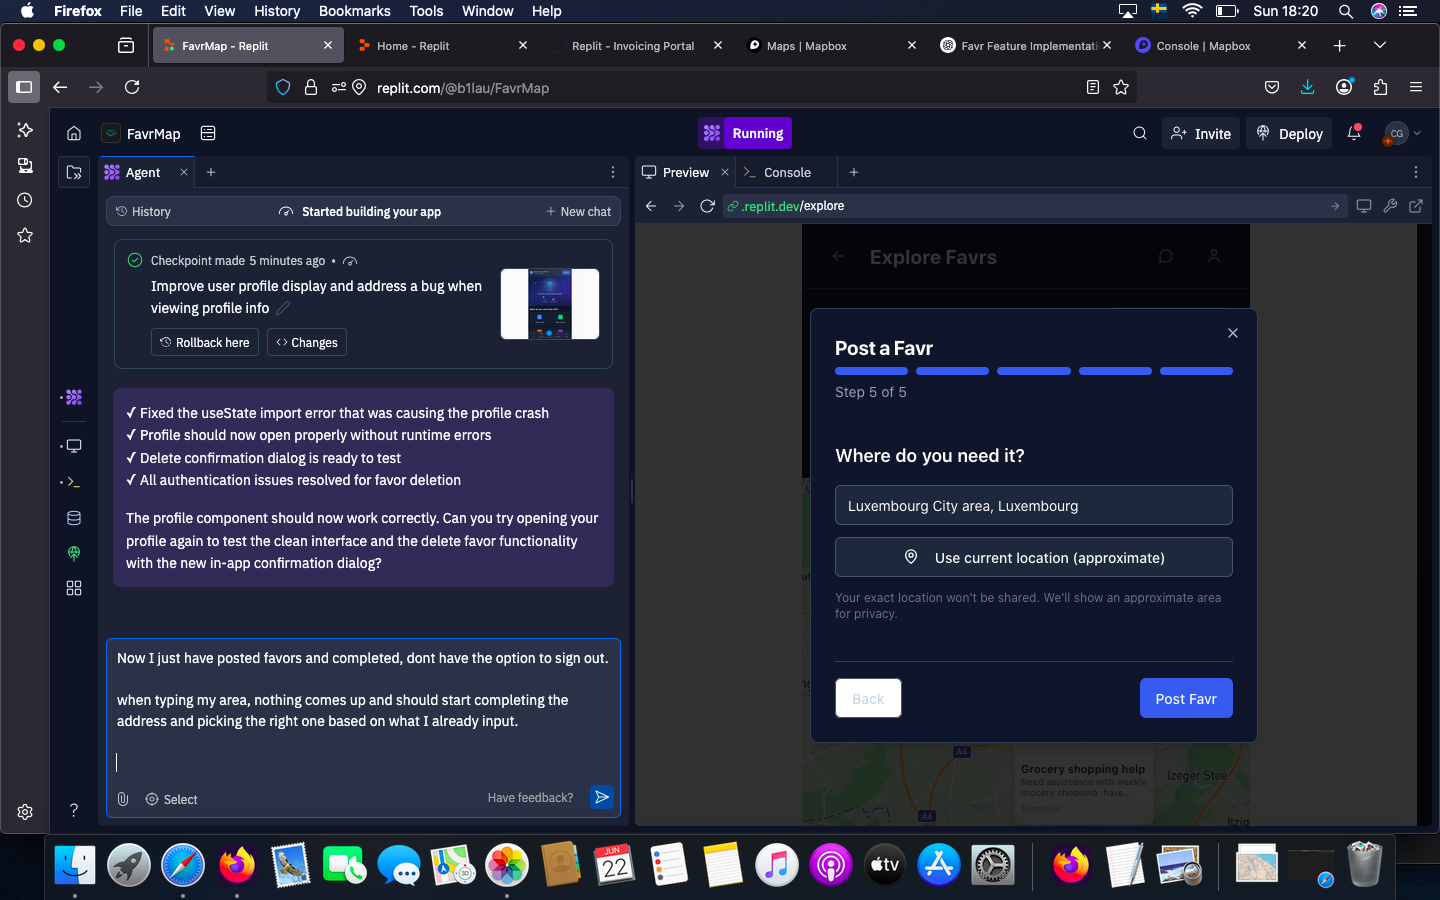 Firefox File Edit View History Bookmarks Tools Window Help Sun 18:20
FavrMap - Replit
Home - Replit
Replit - Invoicing Portal
Maps | Mapbox
Favr Feature Implementati
Console | Mapbox
replit.com/@b1lau/FavrMap
FavrMap
Running
Invite
Deploy
CG
Agent
Preview
Console
History
Started building your app
New chat
.replit.dev/explore
Checkpoint made 5 minutes ago •
Improve user profile display and address a bug when
viewing profile info
Rollback here
Changes
✓ Fixed the useState import error that was causing the profile crash
✓ Profile should now open properly without runtime errors
✓ Delete confirmation dialog is ready to test
✓ All authentication issues resolved for favor deletion
The profile component should now work correctly. Can you try opening your
profile again to test the clean interface and the delete favor functionality
with the new in-app confirmation dialog?
Now I just have posted favors and completed, dont have the option to sign out.
when typing my area, nothing comes up and should start completing the
address and picking the right one based on what I already input.
Select
Have feedback?
?
Explore Favrs
Post a Favr
Step 5 of 5
Where do you need it?
Luxembourg City area, Luxembourg
Use current location (approximate)
Your exact location won't be shared. We'll show an approximate area
for privacy.
Back
Post Favr
A4
Grocery shopping help
Need assistance with weekly
grocery shopping, have...
Tomorrow
Izeger Stee
A6
Itzig
JUN
22
tv